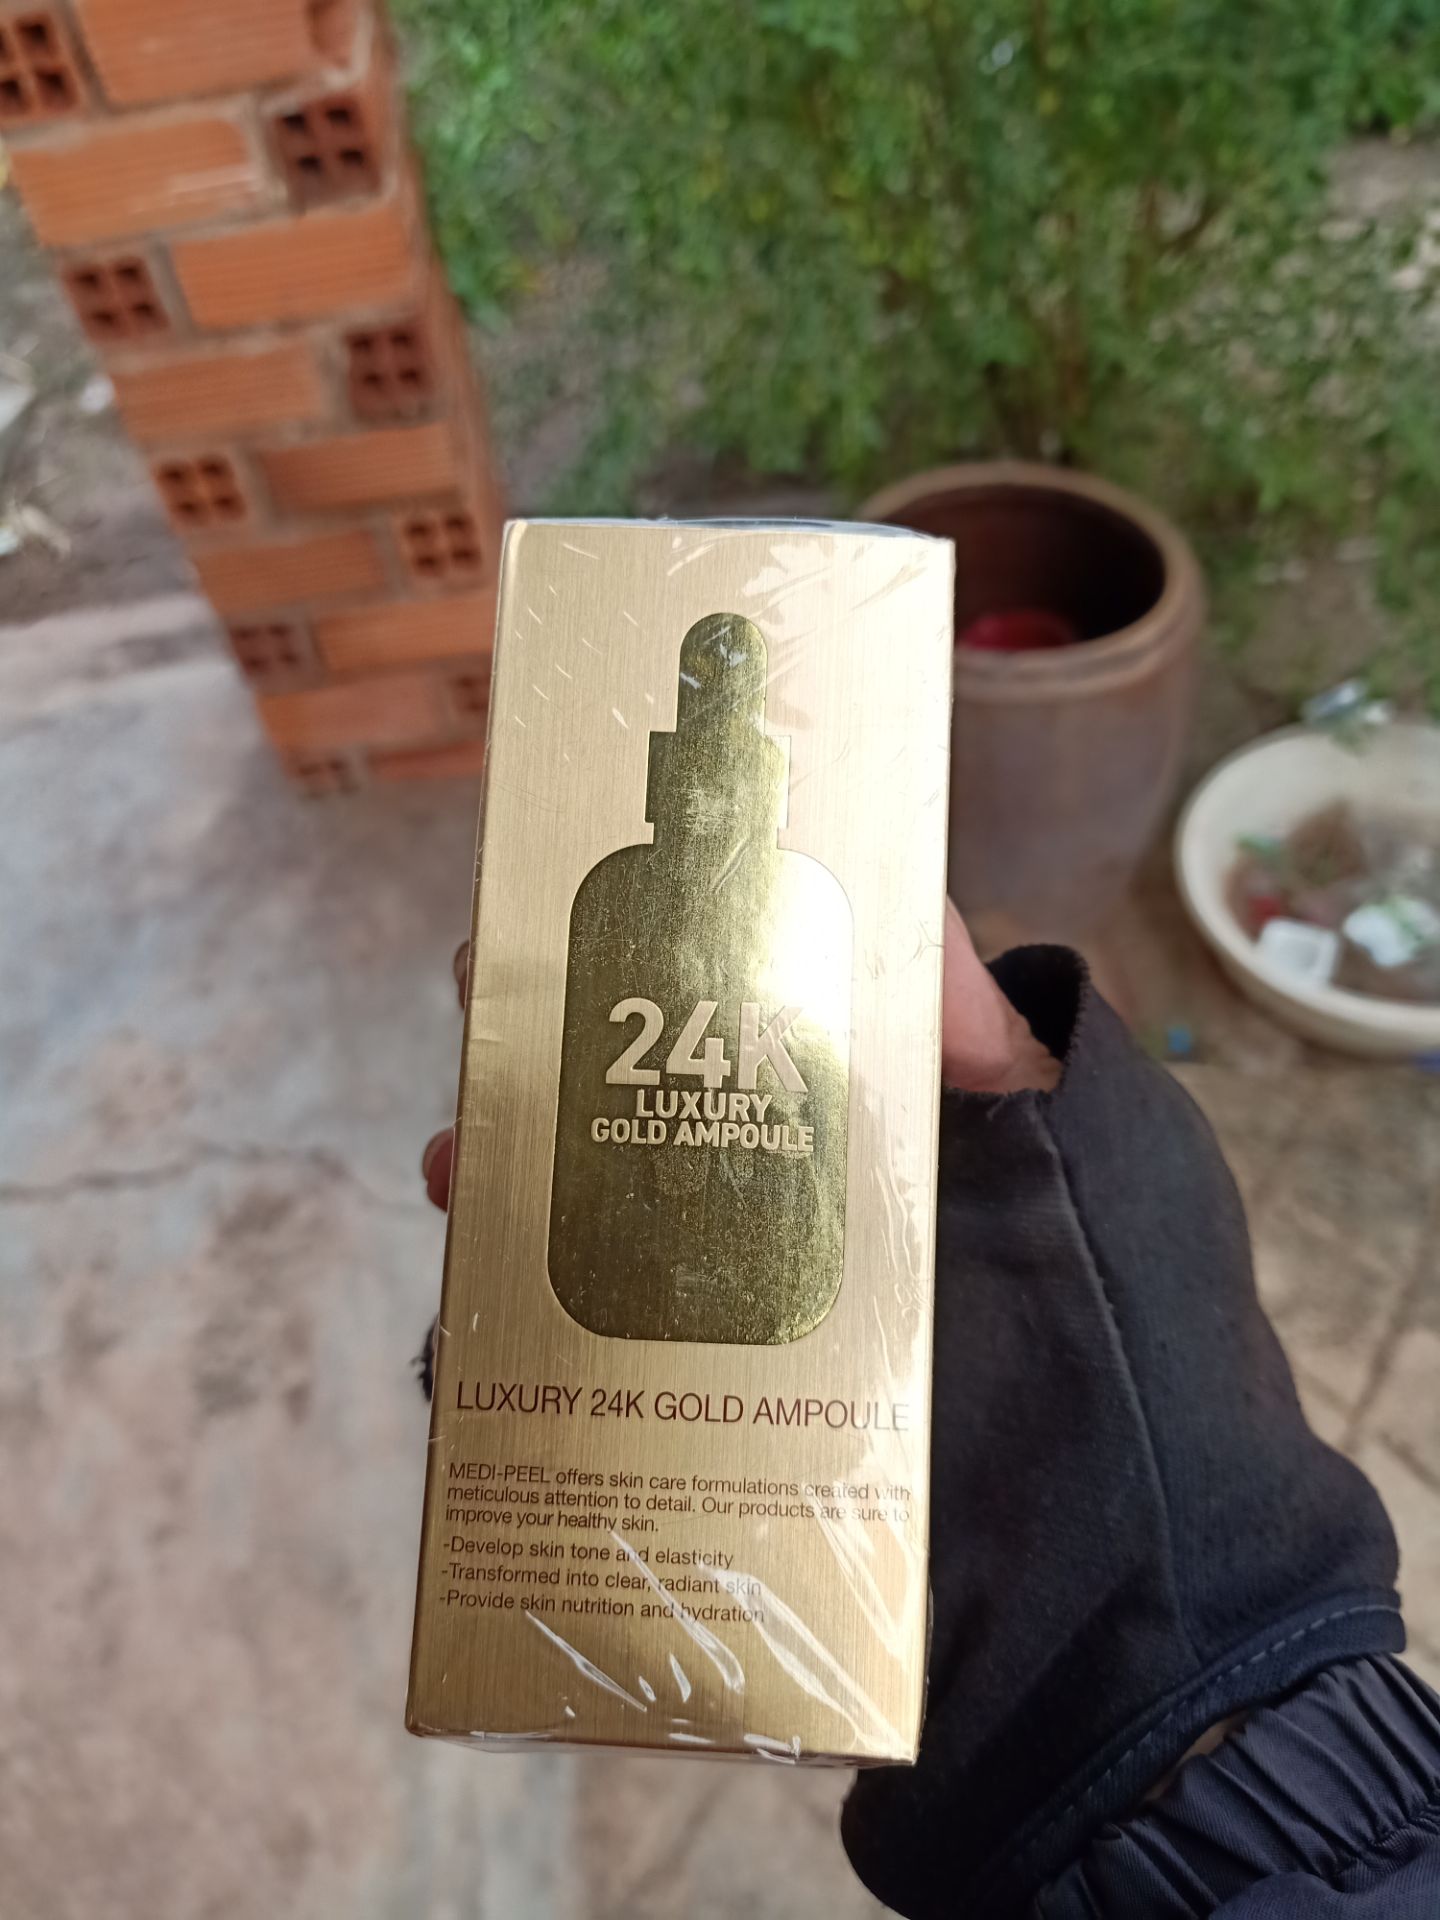 24K
LUXURY
GOLD AMPOULE
LUXURY 24K GOLD AMPOULE
MEDI-PEEL offers skin care formulations created with
meticulous attention to detail. Our products are sure to
improve your healthy skin.
-Develop skin tone and elasticity
-Transformed into clear, radiant skin
-Provide skin nutrition and hydration